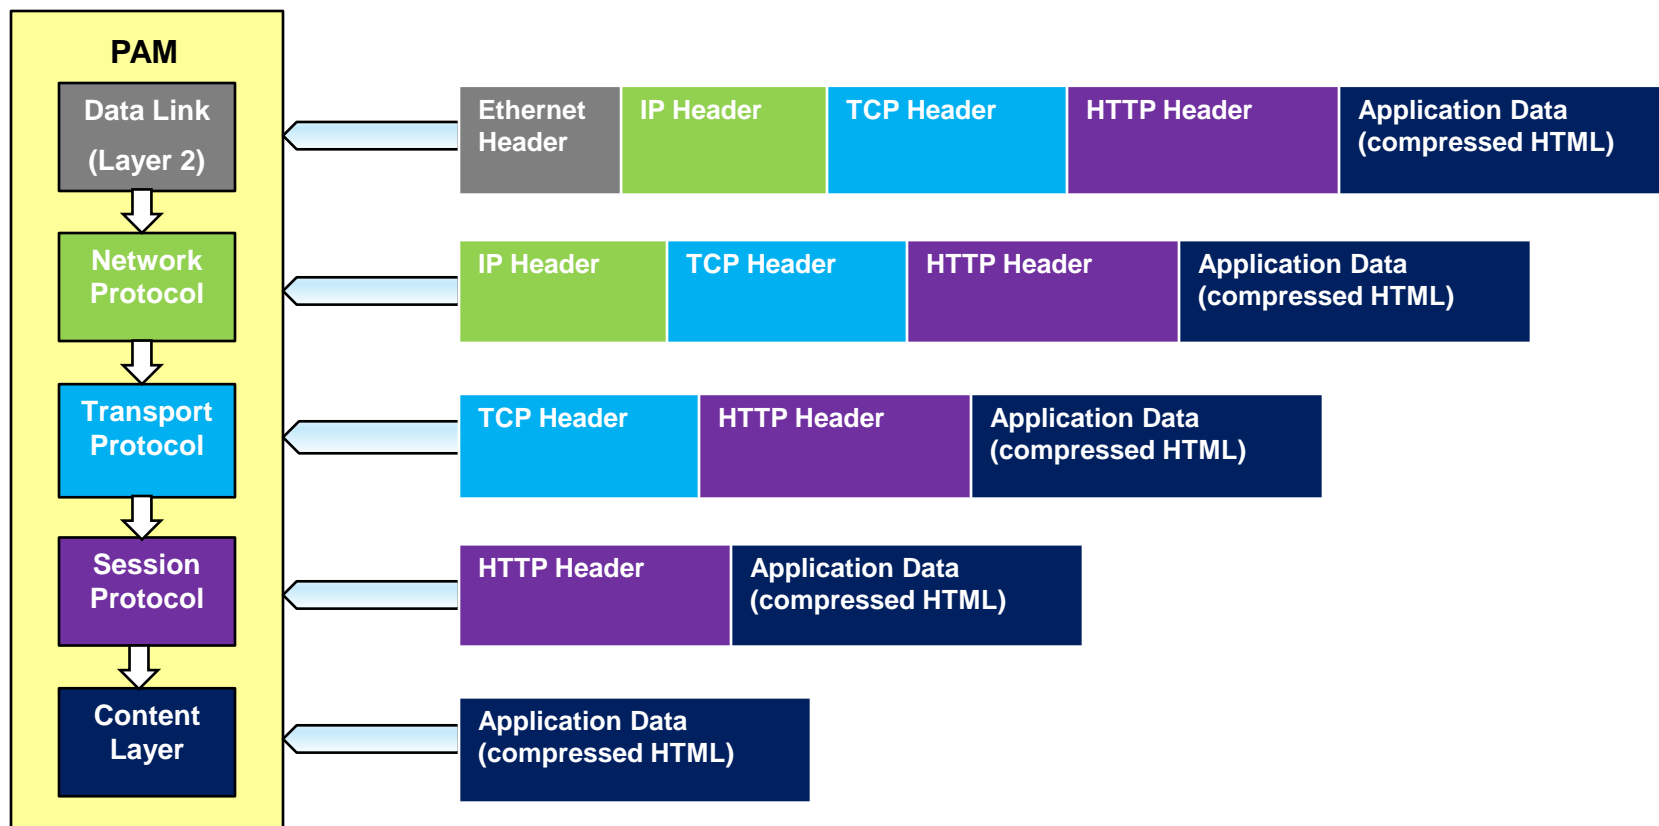 PAM
Data Link
(Layer 2)
Ethernet
Header
IP Header
TCP Header
HTTP Header
Application Data
(compressed HTML)
Network
Protocol
IP Header
TCP Header
HTTP Header
Application Data
(compressed HTML)
Transport
Protocol
TCP Header
HTTP Header
Application Data
(compressed HTML)
Session
Protocol
HTTP Header
Application Data
(compressed HTML)
Content
Layer
Application Data
(compressed HTML)